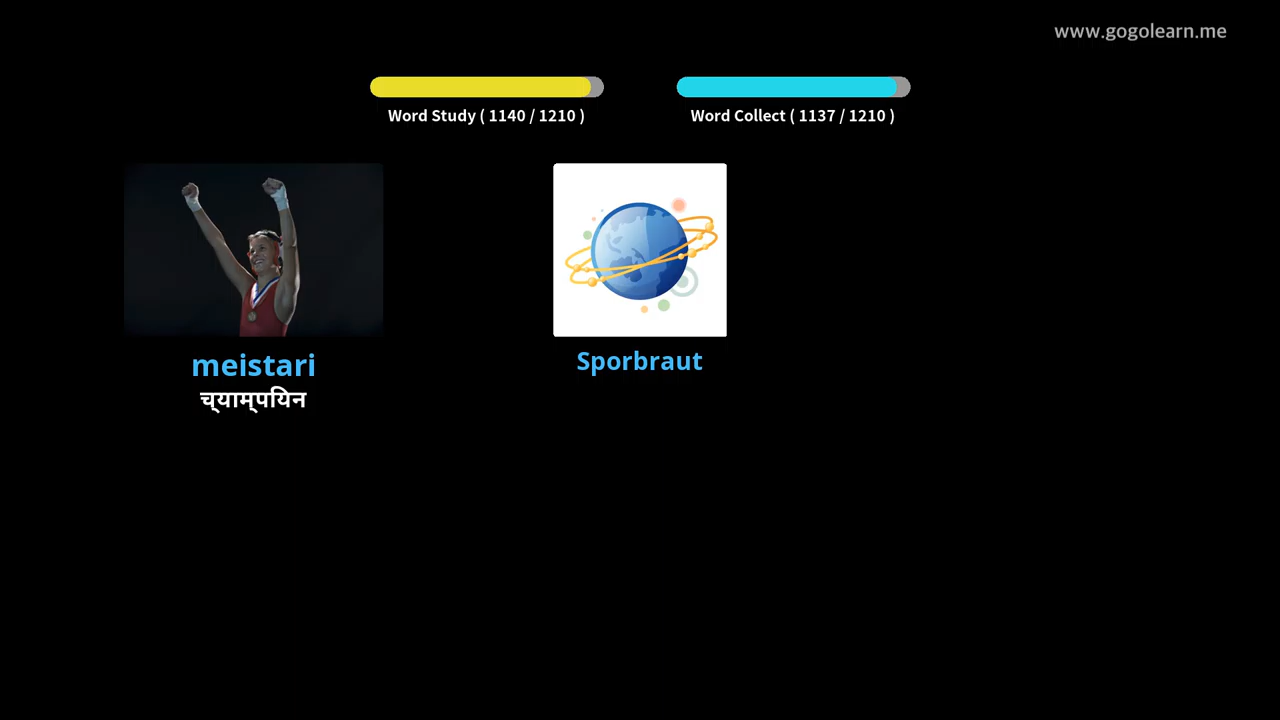 www.gogolearn.me
Word Study ( 1140 / 1210 )
Word Collect ( 1137 / 1210 )
meistari
च्याम्पियन
Sporbraut